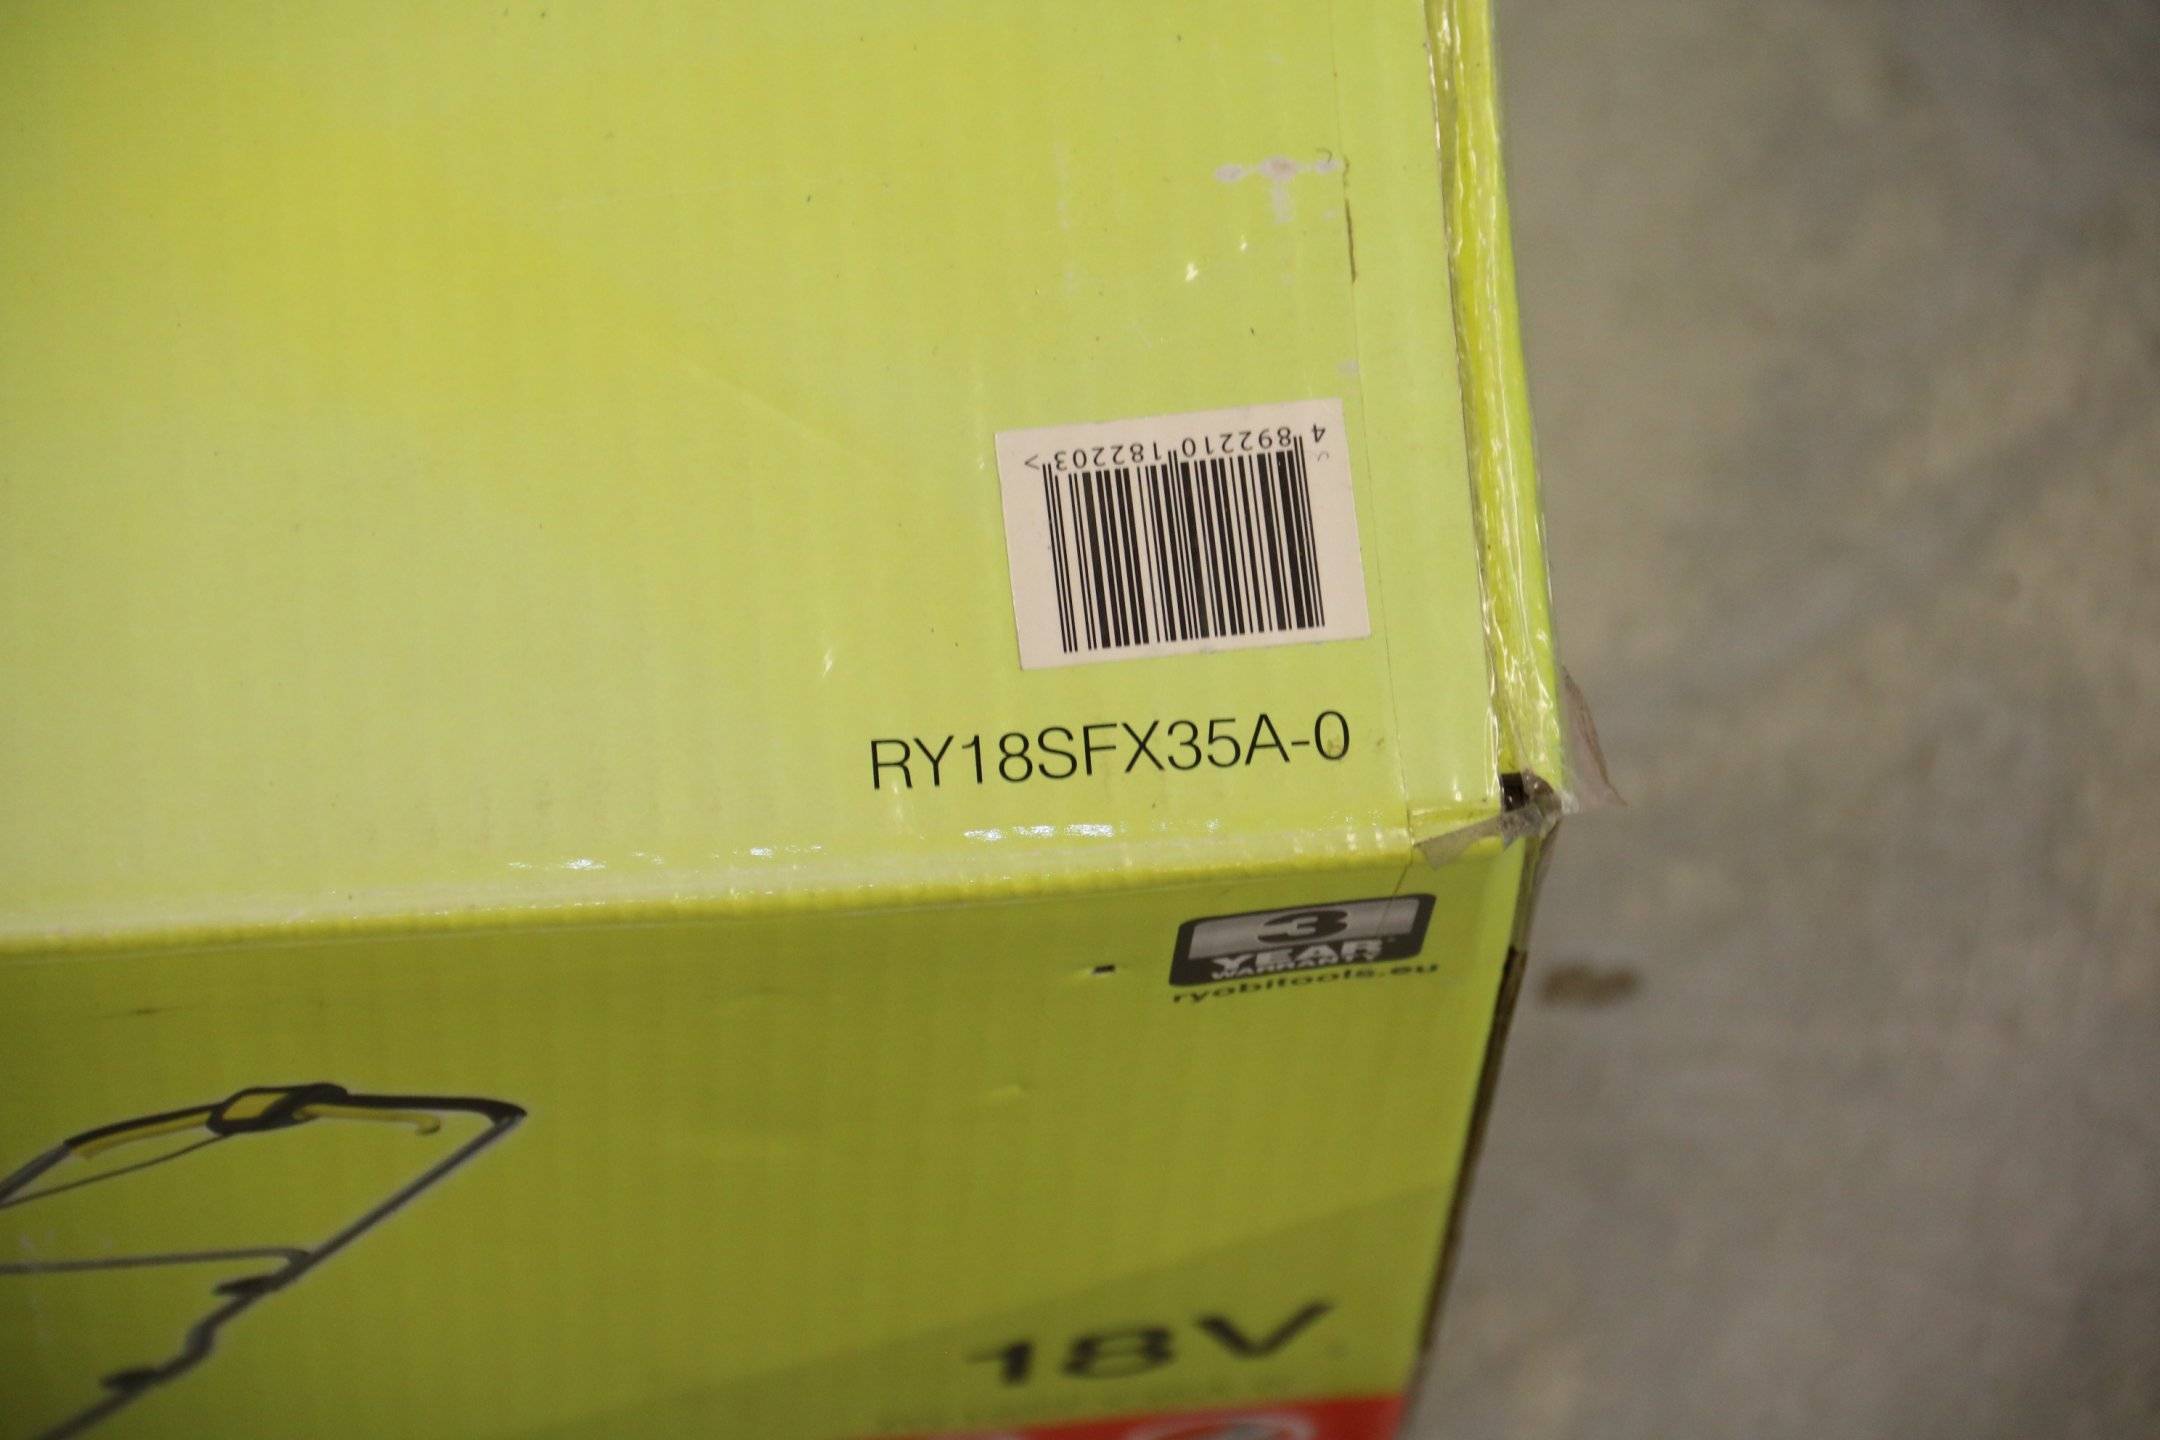 4 892210 182203 >
RY18SFX35A-0
3
YEAR
WARRANTY
ryobitools.eu
18V